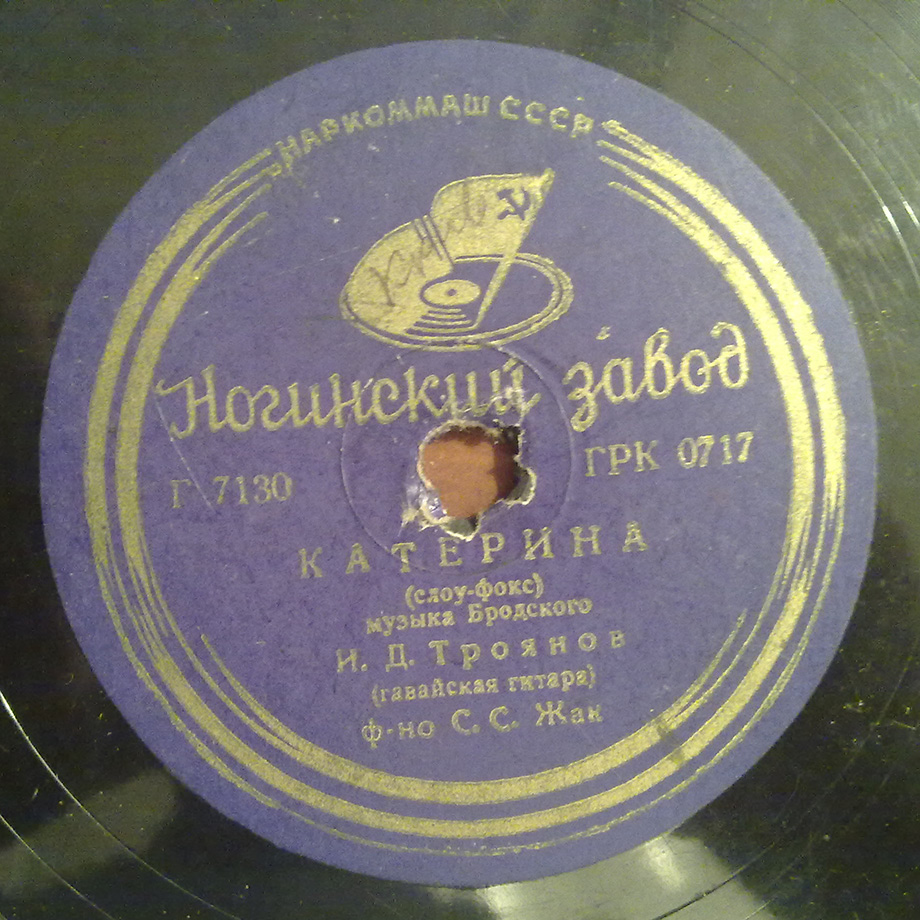 НАРКОММАШ СССР
Ногинский завод
Г 7130 ГРК 0717
КАТЕРИНА
(слоу-фокс)
музыка Бродского
И. Д. Троянов
(гавайская гитара)
ф-но С. С. Жак